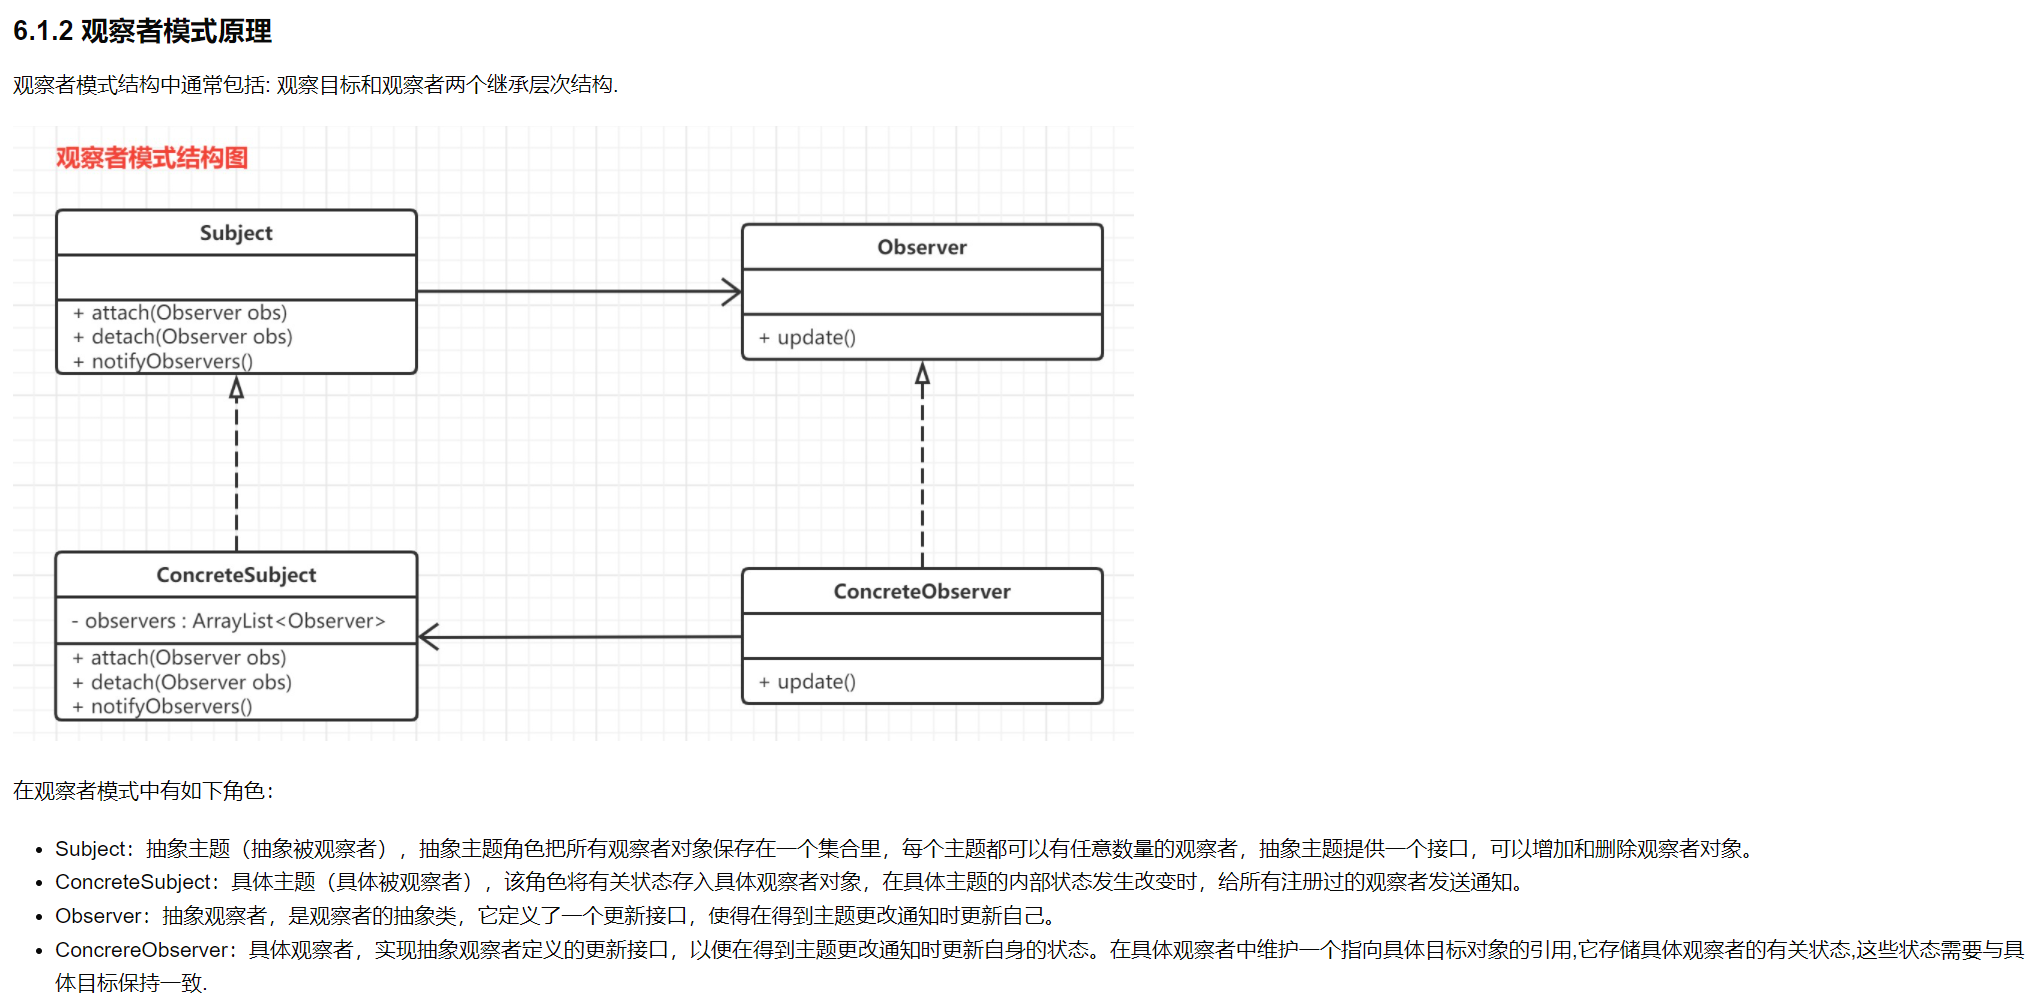 6.1.2 观察者模式原理
观察者模式结构中通常包括: 观察目标和观察者两个继承层次结构.
观察者模式结构图
Subject
+ attach(Observer obs)
+ detach(Observer obs)
+ notifyObservers()
Observer
+ update()
ConcreteSubject
- observers : ArrayList<Observer>
+ attach(Observer obs)
+ detach(Observer obs)
+ notifyObservers()
ConcreteObserver
+ update()
在观察者模式中有如下角色：
• Subject：抽象主题（抽象被观察者），抽象主题角色把所有观察者对象保存在一个集合里，每个主题都可以有任意数量的观察者，抽象主题提供一个接口，可以增加和删除观察者对象。
• ConcreteSubject：具体主题（具体被观察者），该角色将有关状态存入具体观察者对象，在具体主题的内部状态发生改变时，给所有注册过的观察者发送通知。
• Observer：抽象观察者，是观察者的抽象类，它定义了一个更新接口，使得在得到主题更改通知时更新自己。
• ConcrereObserver：具体观察者，实现抽象观察者定义的更新接口，以便在得到主题更改通知时更新自身的状态。在具体观察者中维护一个指向具体目标对象的引用,它存储具体观察者的有关状态,这些状态需要与具
体目标保持一致.